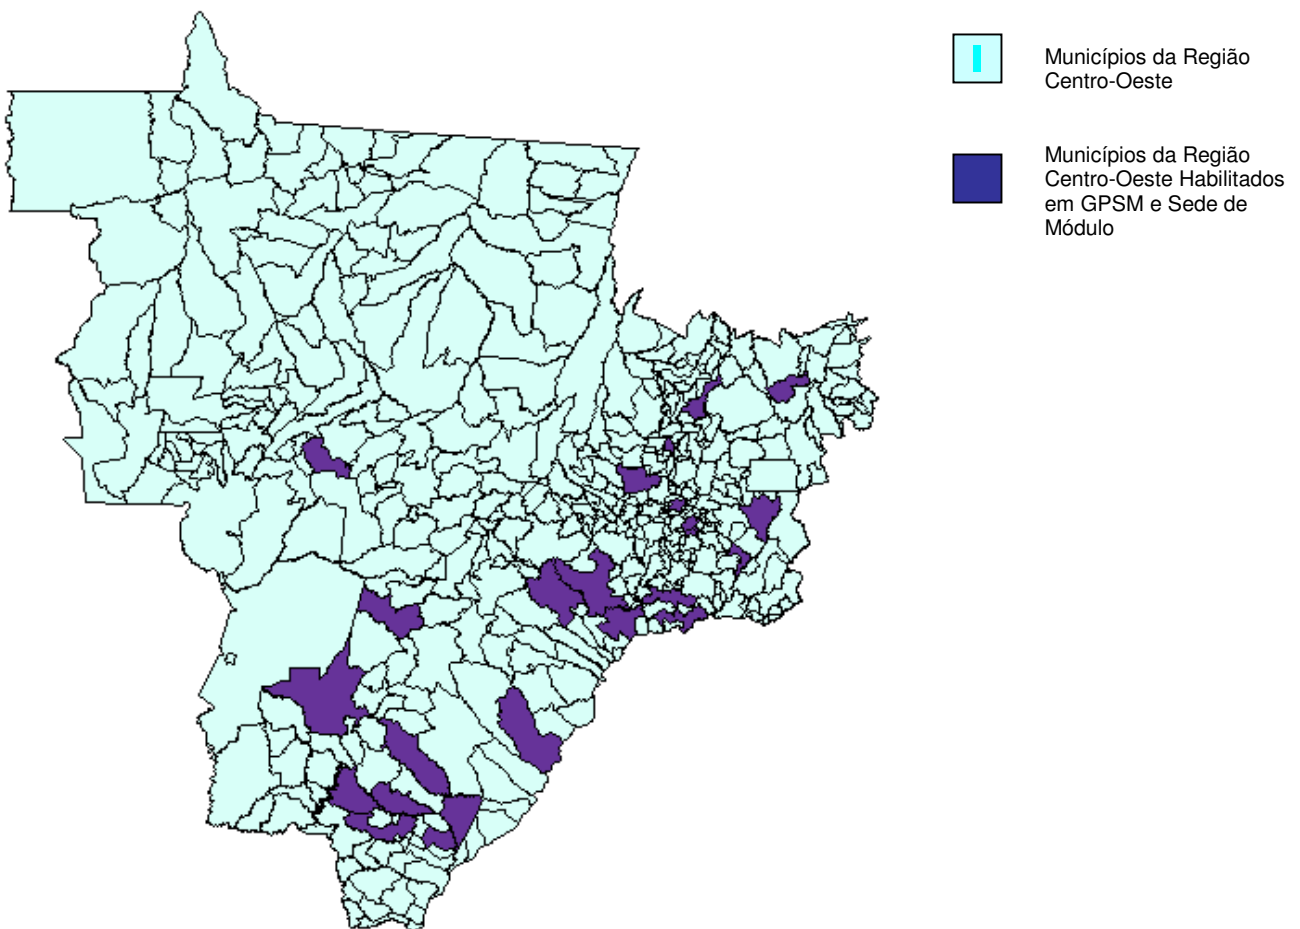 Municípios da Região
Centro-Oeste
Municípios da Região
Centro-Oeste Habilitados
em GPSM e Sede de
Módulo